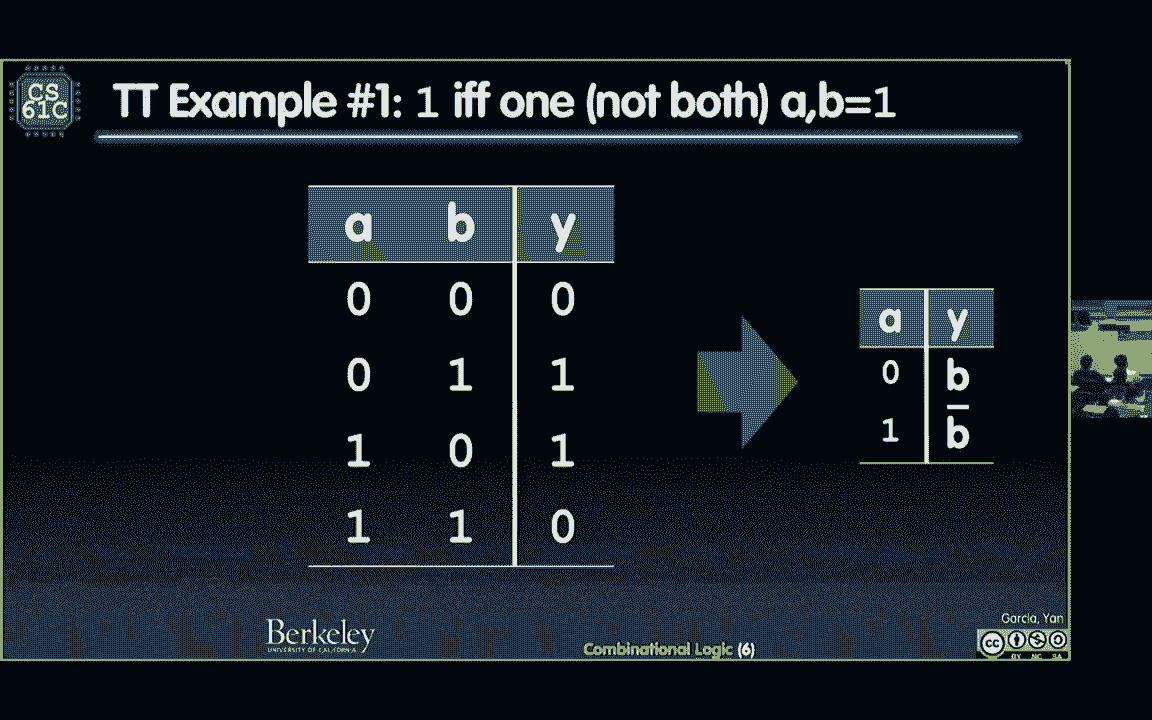 CS
61C
TT Example #1: 1 iff one (not both) a,b=1
a b y
0 0 0
0 1 1
1 0 1
1 1 0
a y
0 b
1 b̅
Berkeley
UNIVERSITY OF CALIFORNIA
Combinational Logic (6)
Garcia, Yan
cc
BY NC SA